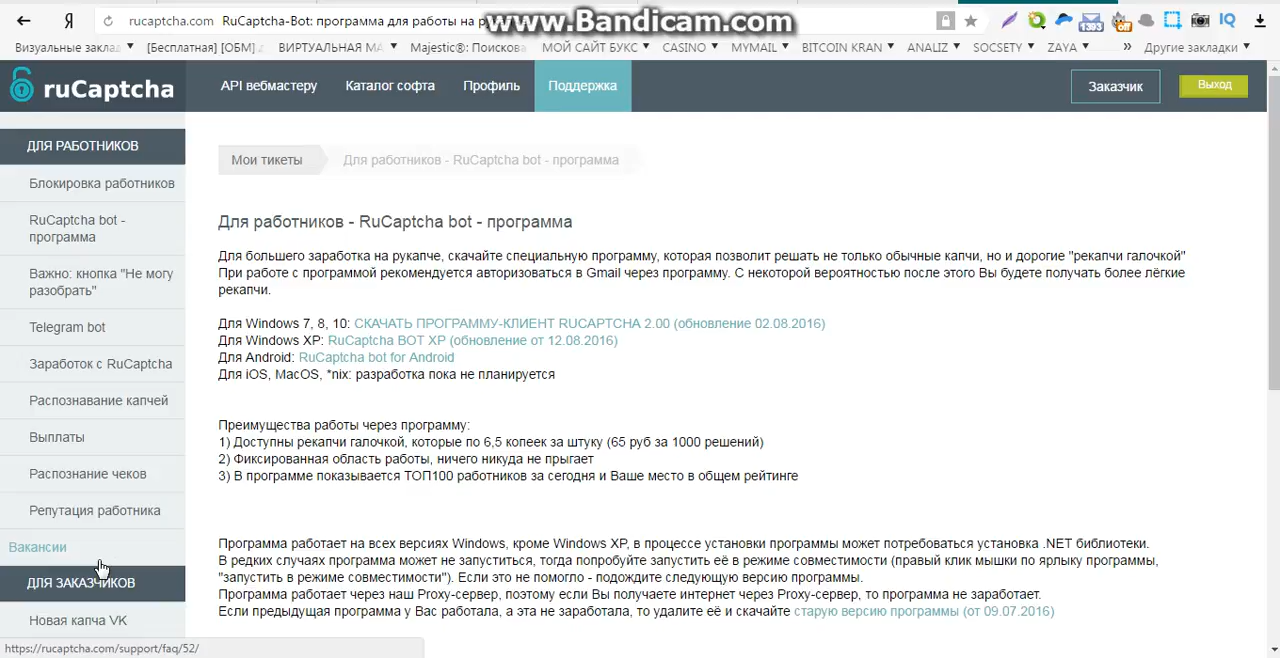 rucaptcha.com RuCaptcha-Bot: программа для работы на
www.Bandicam.com
1393
off
IQ
Визуальные заклад
[Бесплатная] [ОБМ]
ВИРТУАЛЬНАЯ МА
Majestic®: Поискова
МОЙ САЙТ БУКС
CASINO
MYMAIL
BITCOIN KRAN
ANALIZ
SOCSETY
ZAYA
»
Другие закладки
ruCaptcha
API вебмастеру
Каталог софта
Профиль
Поддержка
Заказчик
Выход
ДЛЯ РАБОТНИКОВ
Блокировка работников
RuCaptcha bot -
программа
Важно: кнопка "Не могу
разобрать"
Telegram bot
Заработок с RuCaptcha
Распознавание капчей
Выплаты
Распознание чеков
Репутация работника
Вакансии
ДЛЯ ЗАКАЗЧИКОВ
Новая капча VK
https://rucaptcha.com/support/faq/52/
Мои тикеты
Для работников - RuCaptcha bot - программа
Для работников - RuCaptcha bot - программа
Для большего заработка на рукапче, скачайте специальную программу, которая позволит решать не только обычные капчи, но и дорогие "рекапчи галочкой"
При работе с программой рекомендуется авторизоваться в Gmail через программу. С некоторой вероятностью после этого Вы будете получать более лёгкие
рекапчи.
Для Windows 7, 8, 10: СКАЧАТЬ ПРОГРАММУ-КЛИЕНТ RUCAPTCHA 2.00 (обновление 02.08.2016)
Для Windows XP: RuCaptcha BOT XP (обновление от 12.08.2016)
Для Android: RuCaptcha bot for Android
Для iOS, MacOS, *nix: разработка пока не планируется
Преимущества работы через программу:
1) Доступны рекапчи галочкой, которые по 6,5 копеек за штуку (65 руб за 1000 решений)
2) Фиксированная область работы, ничего никуда не прыгает
3) В программе показывается ТОП100 работников за сегодня и Ваше место в общем рейтинге
Программа работает на всех версиях Windows, кроме Windows XP, в процессе установки программы может потребоваться установка .NET библиотеки.
В редких случаях программа может не запуститься, тогда попробуйте запустить её в режиме совместимости (правый клик мышки по ярлыку программы,
"запустить в режиме совместимости"). Если это не помогло - подождите следующую версию программы.
Программа работает через наш Proxy-сервер, поэтому если Вы получаете интернет через Proxy-сервер, то программа не заработает.
Если предыдущая программа у Вас работала, а эта не заработала, то удалите её и скачайте старую версию программы (от 09.07.2016)